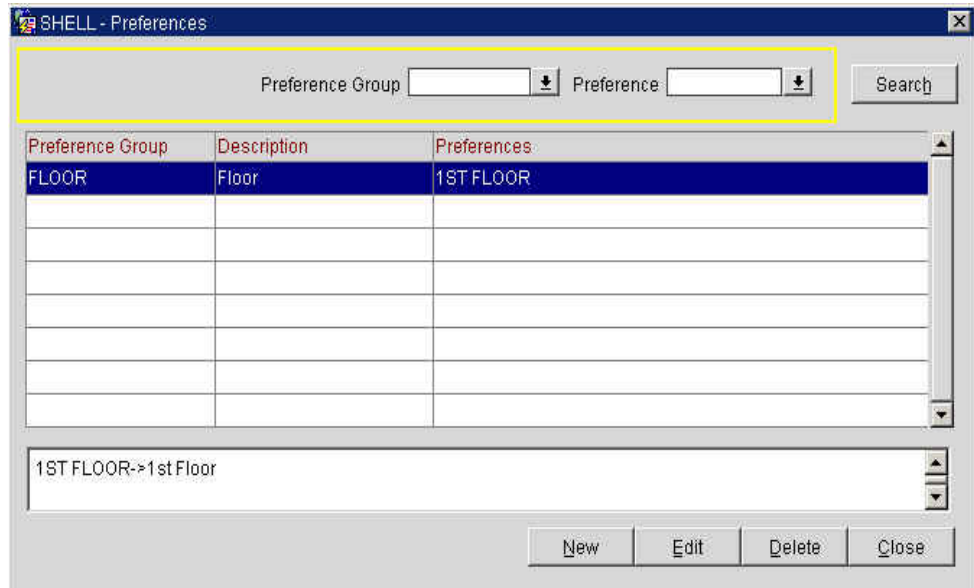 SHELL - Preferences
Preference Group Preference Search
Preference Group Description Preferences
FLOOR Floor 1ST FLOOR
1ST FLOOR->1st Floor
New Edit Delete Close